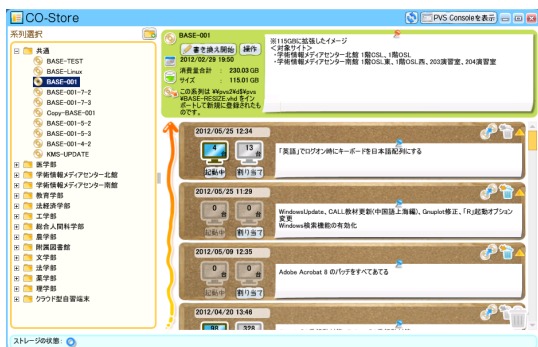 CO-Store
PVS Consoleを表示
系列選択
共通
BASE-TEST
BASE-Linux
BASE-001
BASE-001-7-2
BASE-001-7-3
Copy-BASE-001
BASE-001-5-2
BASE-001-5-3
BASE-001-4-2
KMS-UPDATE
医学部
学術情報メディアセンター北館
学術情報メディアセンター南館
教育学部
法経済学部
工学部
総合人間科学部
農学部
附属図書館
文学部
法学部
薬学部
理学部
クラウド型自習端末
BASE-001
書き換え開始 操作
2012/02/29 19:50
消費量合計 : 230.03 GB
サイズ : 115.01 GB
この系列は ¥¥pvs2¥d$¥pvs
¥BASE-RESIZE.vhd をイン
ポートして新規に登録されたも
のです。
※115GBに拡張したイメージ
<対象サイト>
・学術情報メディアセンター北館 1階CSL、1階OSL
・学術情報メディアセンター南館 1階OSL東、1階OSL西、203演習室、204演習室
2012/05/25 12:34
4 台 13 台
起動中 割り当て
「英語」でログオン時にキーボードを日本語配列にする
2012/05/25 11:29
0 台 0 台
起動中 割り当て
WindowsUpdate、CALL教材更新(中国語上海編)、Gnuplot修正、「R」起動オプション
変更
Windows検索機能の有効化
2012/05/09 12:35
0 台 0 台
起動中 割り当て
Adobe Acrobat 8 のパッチをすべてあてる
2012/04/20 13:46
98 328
ストレージの状態: